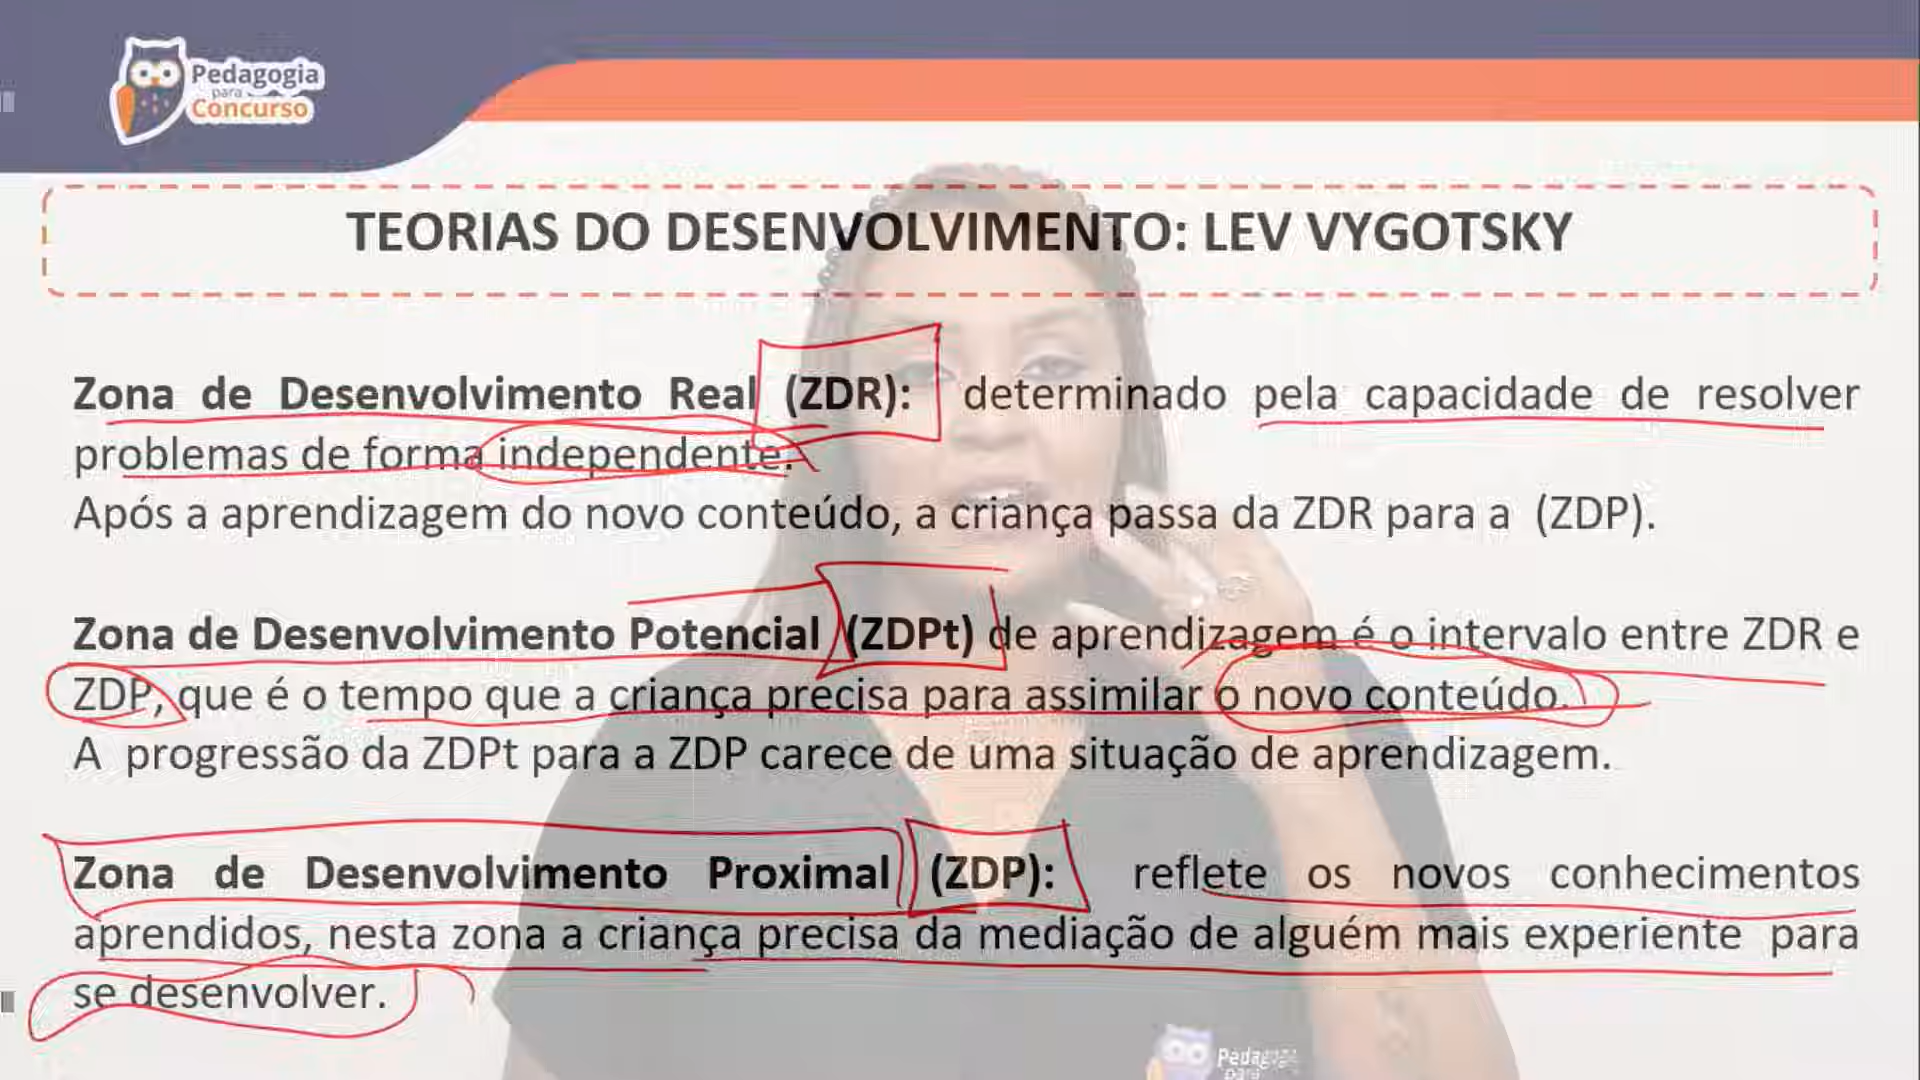 Pedagogia
para
Concurso
TEORIAS DO DESENVOLVIMENTO: LEV VYGOTSKY
Zona de Desenvolvimento Real (ZDR): determinado pela capacidade de resolver
problemas de forma independente.
Após a aprendizagem do novo conteúdo, a criança passa da ZDR para a (ZDP).
Zona de Desenvolvimento Potencial (ZDPt) de aprendizagem é o intervalo entre ZDR e
ZDP, que é o tempo que a criança precisa para assimilar o novo conteúdo.
A progressão da ZDPt para a ZDP carece de uma situação de aprendizagem.
Zona de Desenvolvimento Proximal (ZDP): reflete os novos conhecimentos
aprendidos, nesta zona a criança precisa da mediação de alguém mais experiente para
se desenvolver.
Pedagogia
para